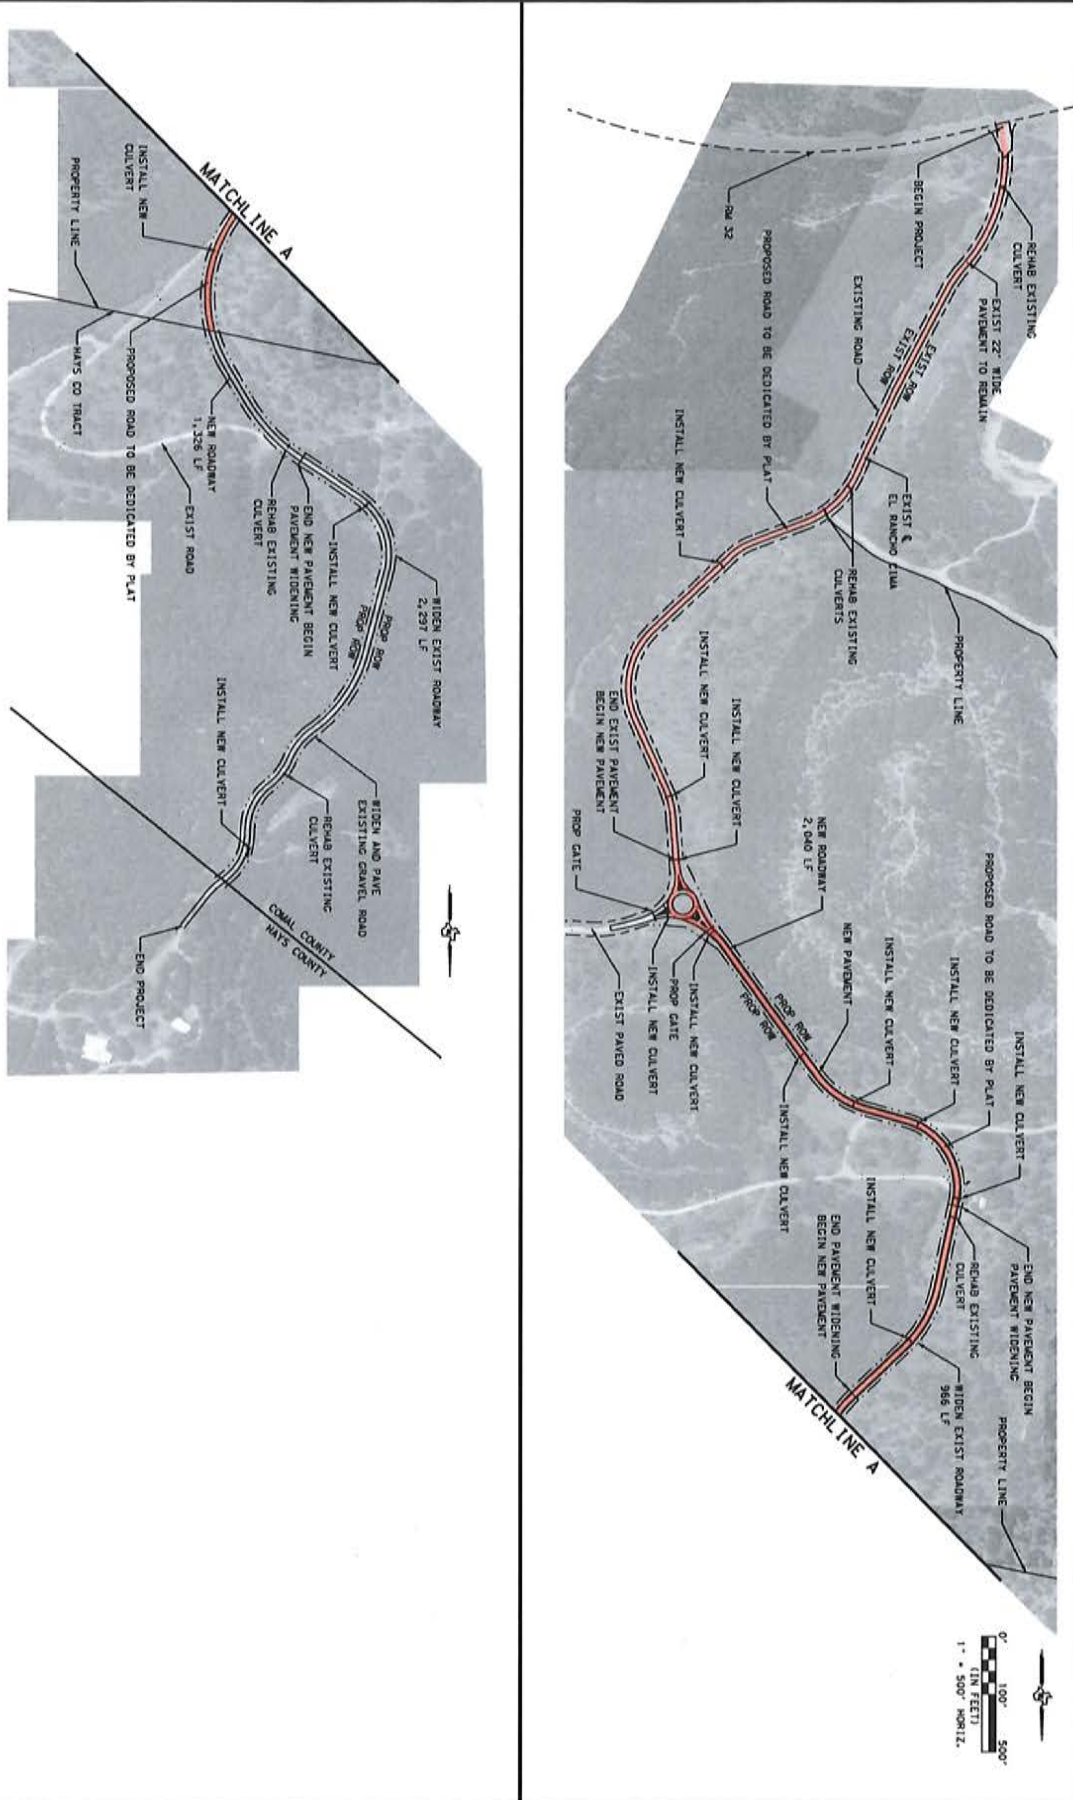 REHAB EXISTING
CULVERT
EXIST 22' WIDE
PAVEMENT TO REMAIN
BEGIN PROJECT
RM 32
EXIST ROW
EXIST ROW
EXISTING ROAD
PROPOSED ROAD TO BE DEDICATED BY PLAT
EXIST ℄
EL RANCHO CIMA
INSTALL NEW CULVERT
REHAB EXISTING
CULVERTS
PROPERTY LINE
INSTALL NEW CULVERT
INSTALL NEW CULVERT
END EXIST PAVEMENT
BEGIN NEW PAVEMENT
PROP GATE
NEW ROADWAY
2,040 LF
PROPOSED ROAD TO BE DEDICATED BY PLAT
NEW PAVEMENT
INSTALL NEW CULVERT
INSTALL NEW CULVERT
INSTALL NEW CULVERT
PROP ROW
PROP ROW
INSTALL NEW CULVERT
PROP GATE
INSTALL NEW CULVERT
EXIST PAVED ROAD
INSTALL NEW CULVERT
INSTALL NEW CULVERT
END PAVEMENT WIDENING
BEGIN NEW PAVEMENT
END NEW PAVEMENT BEGIN
PAVEMENT WIDENING
REHAB EXISTING
CULVERT
WIDEN EXIST ROADWAY
966 LF
PROPERTY LINE
MATCHLINE A
0' 100' 500'
(IN FEET)
1" = 500' HORIZ.
MATCHLINE A
INSTALL NEW
CULVERT
PROPERTY LINE
HAYS CO TRACT
PROPOSED ROAD TO BE DEDICATED BY PLAT
NEW ROADWAY
1,326 LF
EXIST ROAD
REHAB EXISTING
CULVERT
END NEW PAVEMENT BEGIN
PAVEMENT WIDENING
INSTALL NEW CULVERT
WIDEN EXIST ROADWAY
2,297 LF
PROP ROW
PROP ROW
INSTALL NEW CULVERT
WIDEN AND PAVE
EXISTING GRAVEL ROAD
REHAB EXISTING
CULVERT
COMAL COUNTY
HAYS COUNTY
END PROJECT